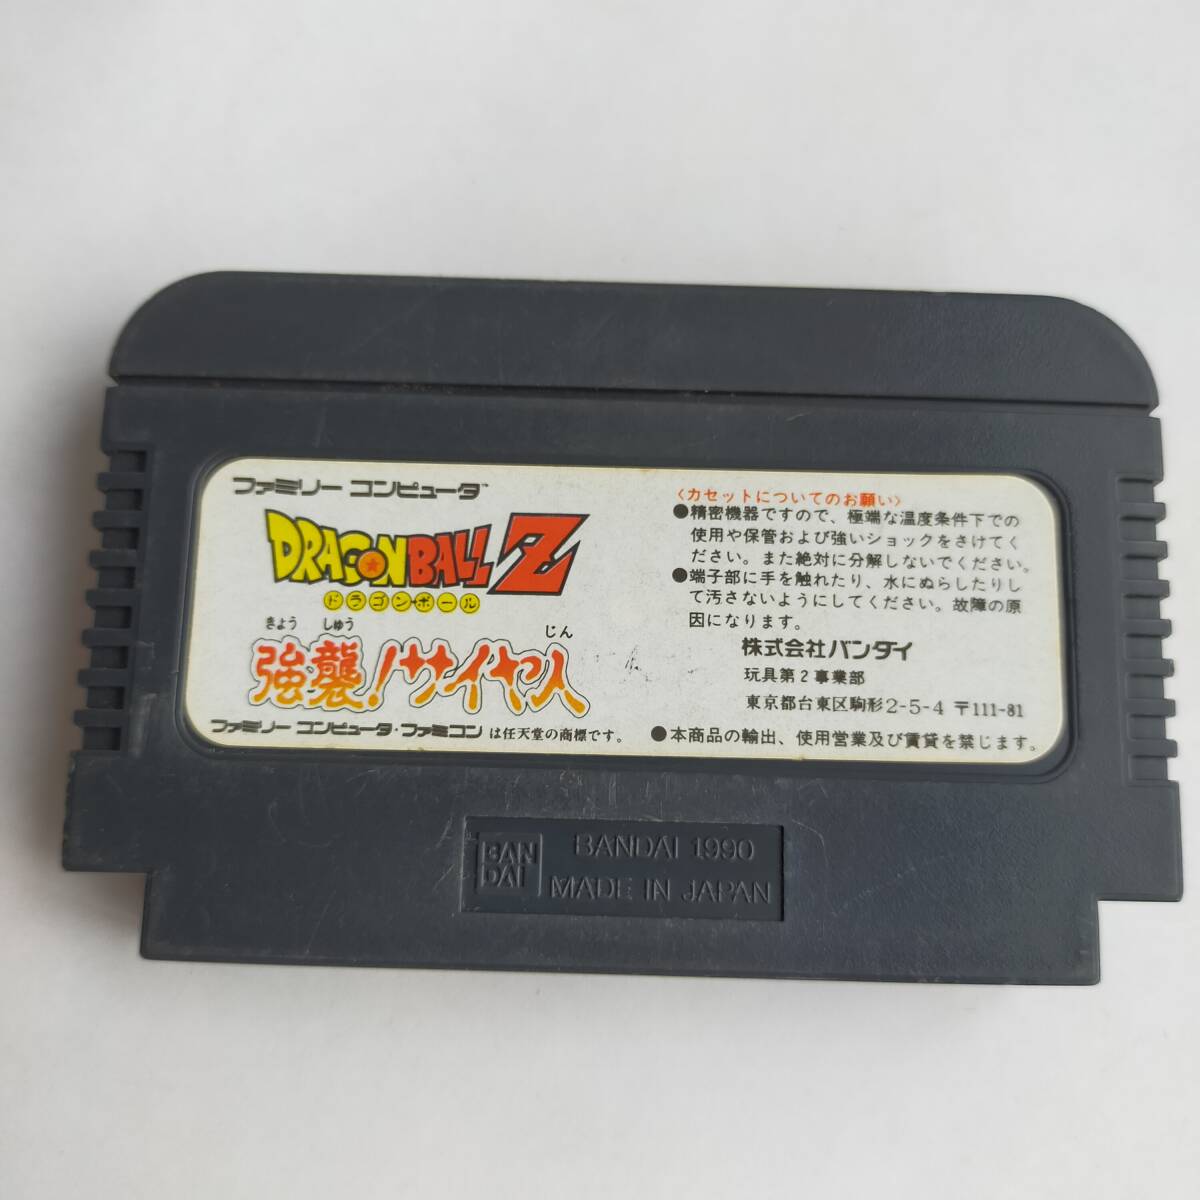 ファミリー コンピュータ™
DRAGON BALL Z
ドラゴンボール
きょう しゅう じん
強襲!サイヤ人
ファミリー コンピュータ・ファミコン は任天堂の商標です。
〈カセットについてのお願い〉
●精密機器ですので、極端な温度条件下での
使用や保管および強いショックをさけてく
ださい。また絶対に分解しないでください。
●端子部に手を触れたり、水にぬらしたりし
て汚さないようにしてください。故障の原
因になります。
株式会社バンダイ
玩具第2事業部
東京都台東区駒形2-5-4 〒111-81
●本商品の輸出、使用営業及び賃貸を禁じます。
BAN
DAI
BANDAI 1990
MADE IN JAPAN